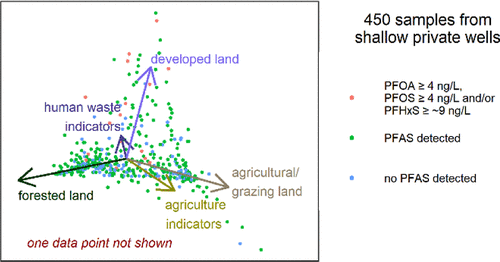 450 samples from
shallow private wells
developed land
human waste
indicators
agricultural/
grazing land
forested land
agriculture
indicators
one data point not shown
PFOA ≥ 4 ng/L,
PFOS ≥ 4 ng/L and/or
PFHxS ≥ ~9 ng/L
PFAS detected
no PFAS detected